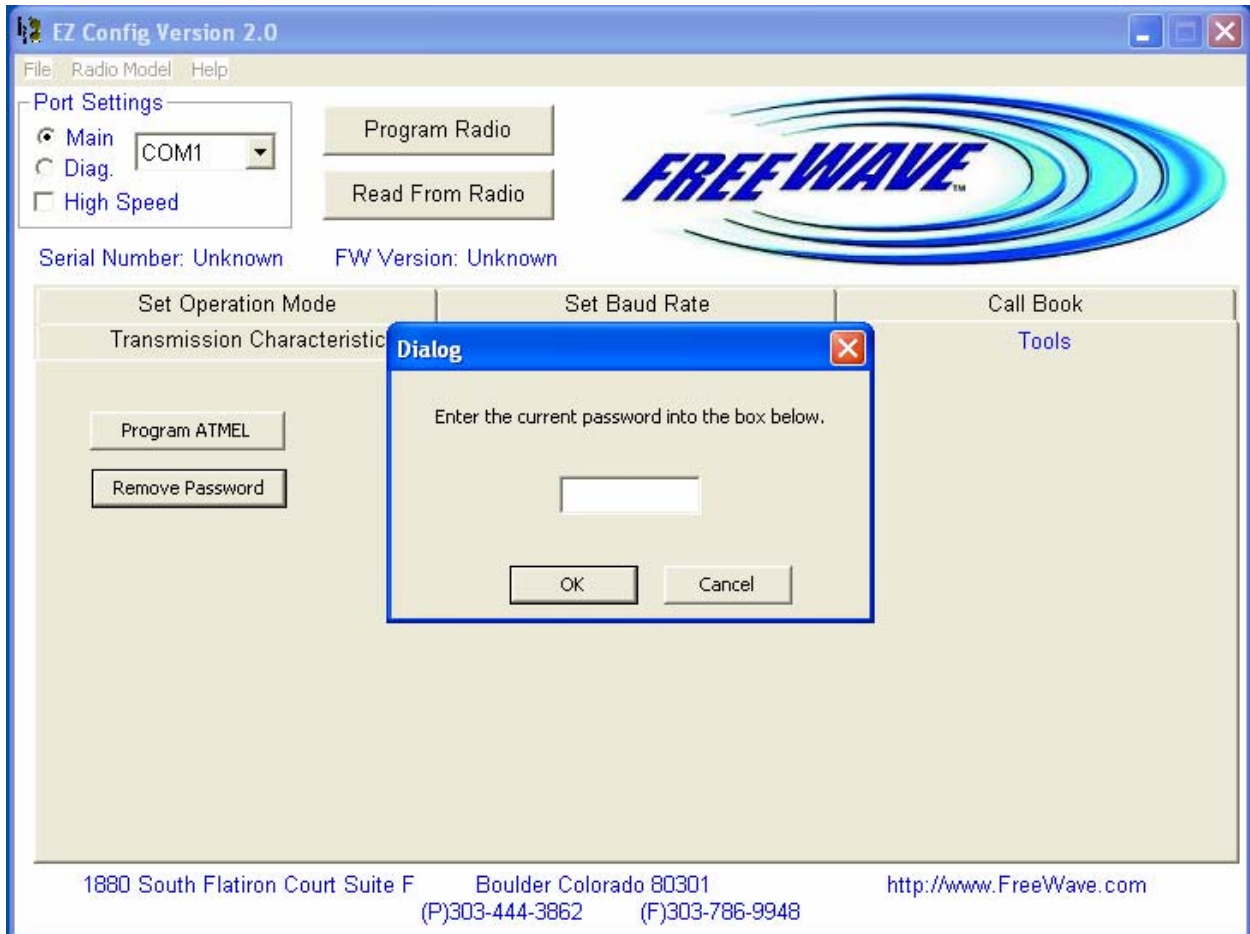 EZ Config Version 2.0
File Radio Model Help
Port Settings
Main
COM1
Diag.
High Speed
Program Radio
Read From Radio
FREEWAVE™
Serial Number: Unknown FW Version: Unknown
Set Operation Mode Set Baud Rate Call Book
Transmission Characteristic Tools
Dialog
Enter the current password into the box below.
OK Cancel
Program ATMEL
Remove Password
1880 South Flatiron Court Suite F Boulder Colorado 80301 http://www.FreeWave.com
(P)303-444-3862 (F)303-786-9948